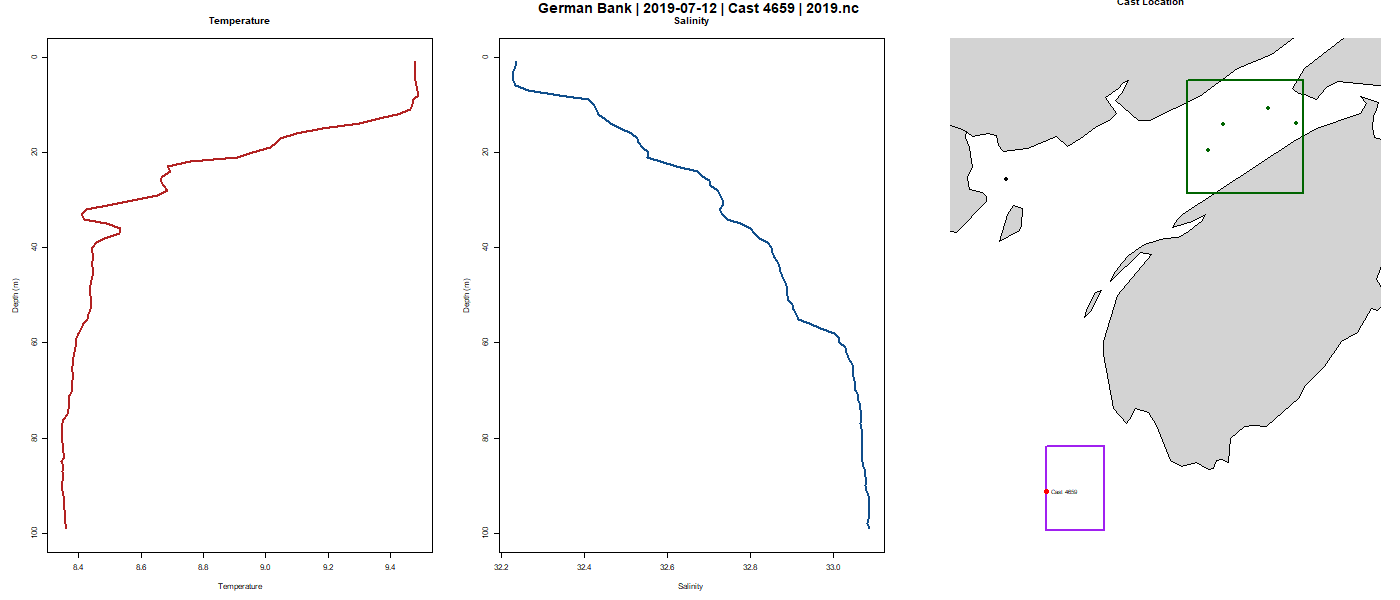 German Bank | 2019-07-12 | Cast 4659 | 2019.nc
Temperature
Salinity
Cast Location
0
20
40
60
80
100
Depth (m)
8.4 8.6 8.8 9.0 9.2 9.4
Temperature
0
20
40
60
80
100
Depth (m)
32.2 32.4 32.6 32.8 33.0
Salinity
Cast 4659